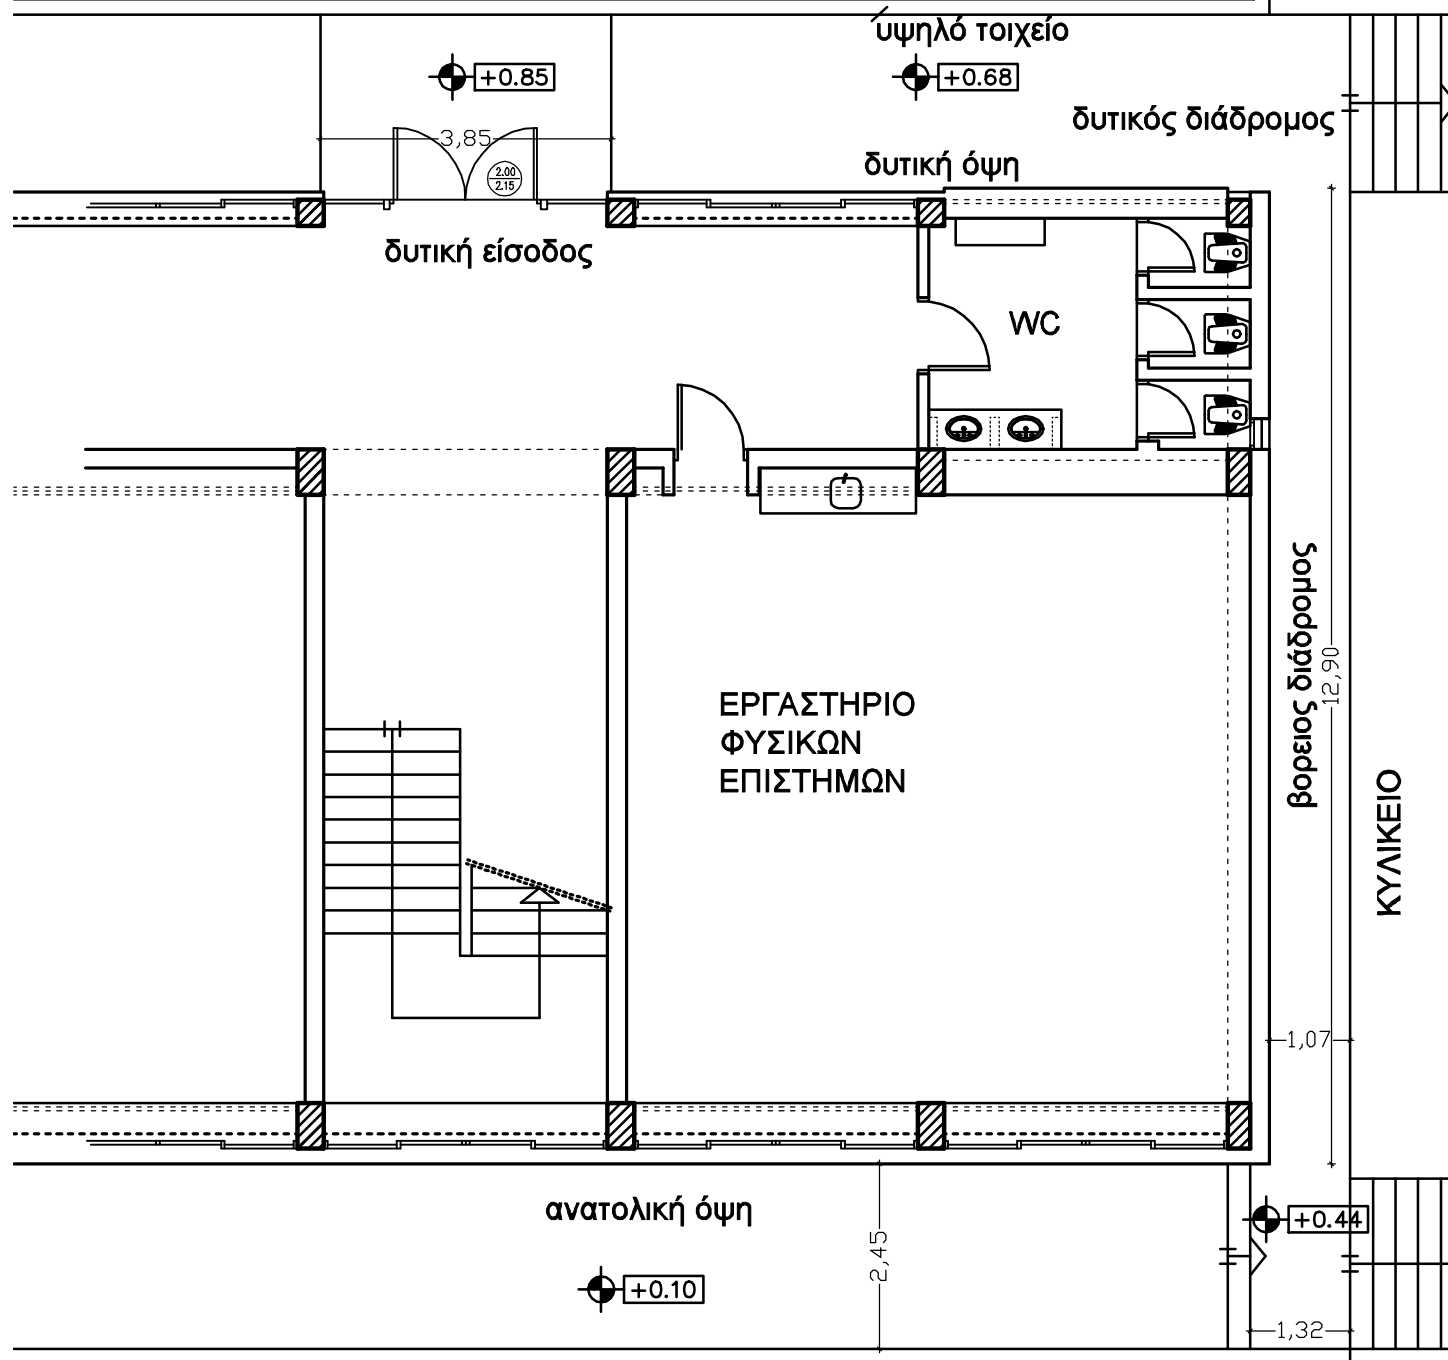 υψηλό τοιχείο
+0.85
+0.68
δυτικός διάδρομος
3,85
δυτική όψη
2.00
2.15
δυτική είσοδος
WC
βορειος διάδρομος
12,90
ΕΡΓΑΣΤΗΡΙΟ
ΦΥΣΙΚΩΝ
ΕΠΙΣΤΗΜΩΝ
ΚΥΛΙΚΕΙΟ
1,07
ανατολική όψη
+0.44
2,45
+0.10
1,32